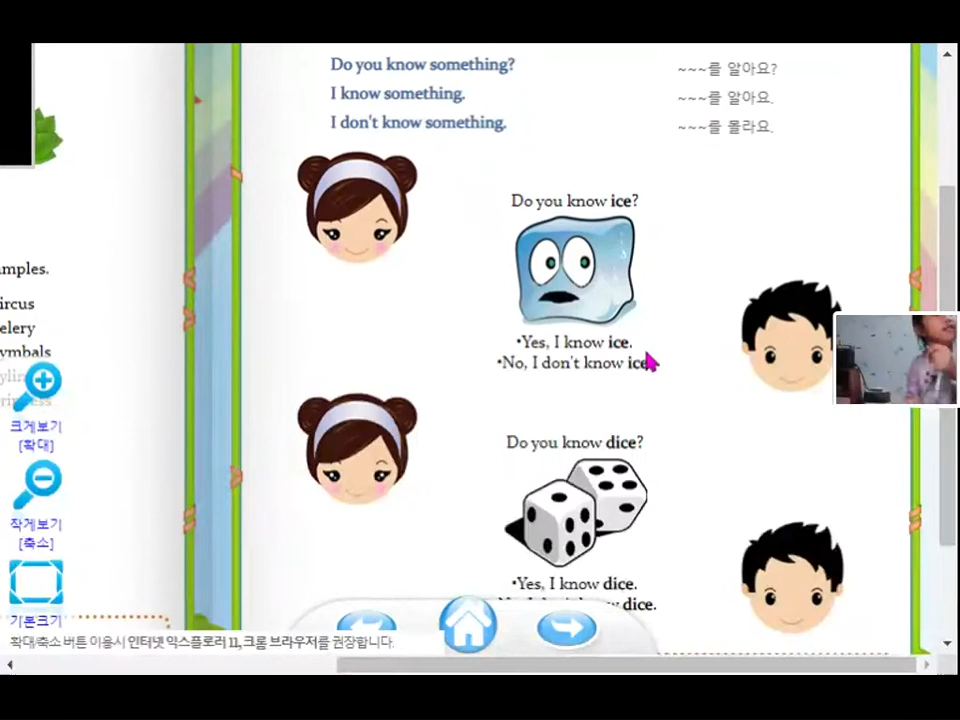 Do you know something?
~~~를 알아요?
I know something.
~~~를 알아요.
I don't know something.
~~~를 몰라요.
Do you know ice?
•Yes, I know ice.
•No, I don't know ice
Do you know dice?
•Yes, I know dice.
dice.
amples.
ircus
elery
ymbals
크게보기
[확대]
작게보기
[축소]
기본크기
확대/축소 버튼 이용시 인터넷 익스플로러 11, 크롬 브라우저를 권장합니다.